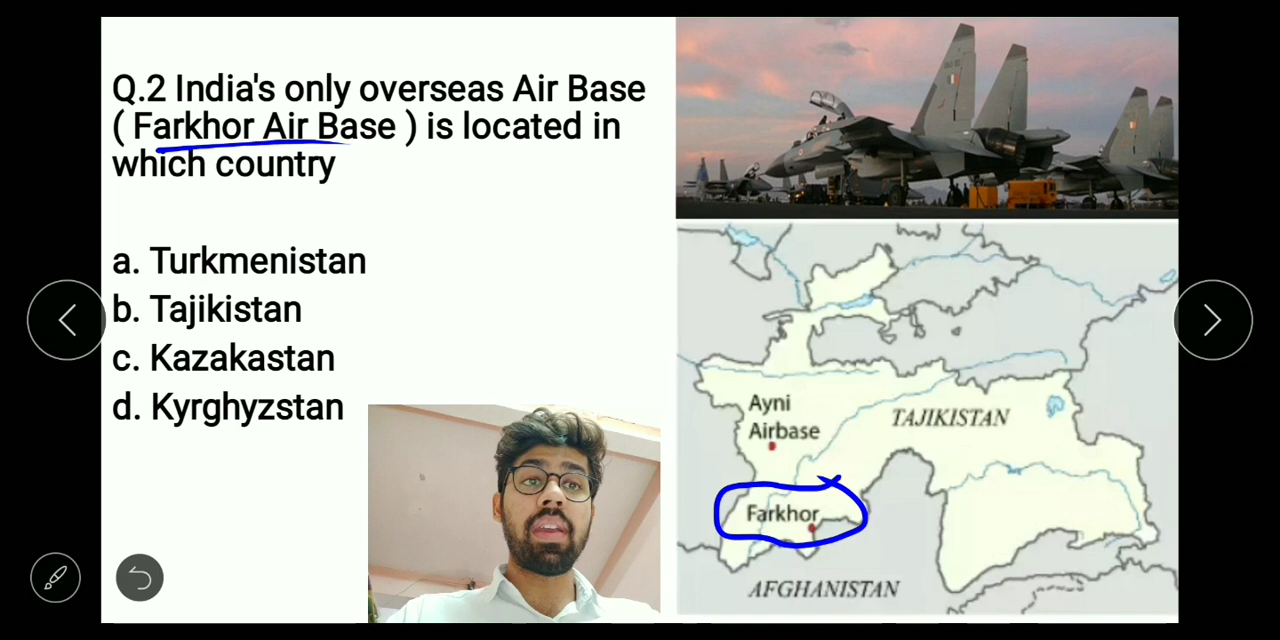 Q.2 India's only overseas Air Base
( Farkhor Air Base ) is located in
which country
a. Turkmenistan
b. Tajikistan
c. Kazakastan
d. Kyrghyzstan
Ayni
Airbase
TAJIKISTAN
Farkhor
AFGHANISTAN